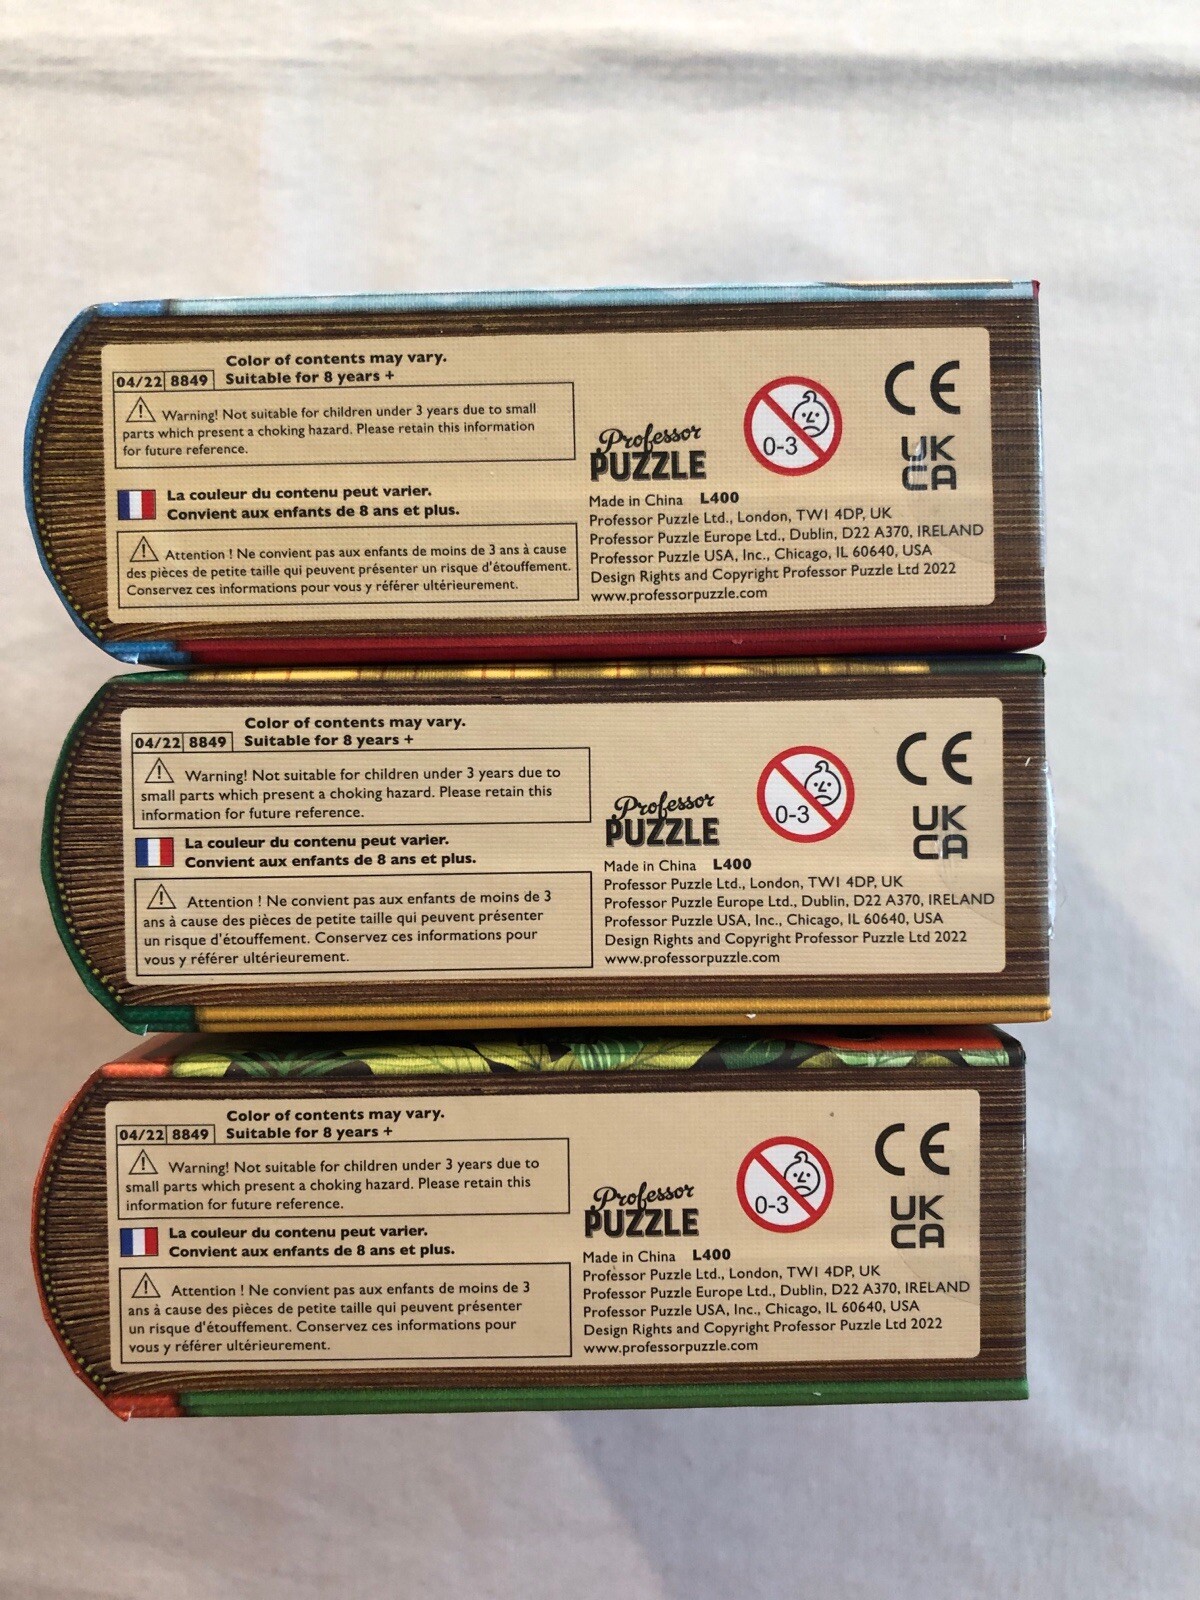 Color of contents may vary.
04/22 8849 Suitable for 8 years +
Warning! Not suitable for children under 3 years due to small
parts which present a choking hazard. Please retain this information
for future reference.
La couleur du contenu peut varier.
Convient aux enfants de 8 ans et plus.
Attention ! Ne convient pas aux enfants de moins de 3 ans à cause
des pièces de petite taille qui peuvent présenter un risque d'étouffement.
Conservez ces informations pour vous y référer ultérieurement.
Professor
PUZZLE
0-3
CE
UK
CA
Made in China L400
Professor Puzzle Ltd., London, TW1 4DP, UK
Professor Puzzle Europe Ltd., Dublin, D22 A370, IRELAND
Professor Puzzle USA, Inc., Chicago, IL 60640, USA
Design Rights and Copyright Professor Puzzle Ltd 2022
www.professorpuzzle.com
Color of contents may vary.
04/22 8849 Suitable for 8 years +
Warning! Not suitable for children under 3 years due to
small parts which present a choking hazard. Please retain this
information for future reference.
La couleur du contenu peut varier.
Convient aux enfants de 8 ans et plus.
Attention ! Ne convient pas aux enfants de moins de 3
ans à cause des pièces de petite taille qui peuvent présenter
un risque d'étouffement. Conservez ces informations pour
vous y référer ultérieurement.
Professor
PUZZLE
0-3
CE
UK
CA
Made in China L400
Professor Puzzle Ltd., London, TW1 4DP, UK
Professor Puzzle Europe Ltd., Dublin, D22 A370, IRELAND
Professor Puzzle USA, Inc., Chicago, IL 60640, USA
Design Rights and Copyright Professor Puzzle Ltd 2022
www.professorpuzzle.com
Color of contents may vary.
04/22 8849 Suitable for 8 years +
Warning! Not suitable for children under 3 years due to
small parts which present a choking hazard. Please retain this
information for future reference.
La couleur du contenu peut varier.
Convient aux enfants de 8 ans et plus.
Attention ! Ne convient pas aux enfants de moins de 3
ans à cause des pièces de petite taille qui peuvent présenter
un risque d'étouffement. Conservez ces informations pour
vous y référer ultérieurement.
Professor
PUZZLE
0-3
CE
UK
CA
Made in China L400
Professor Puzzle Ltd., London, TW1 4DP, UK
Professor Puzzle Europe Ltd., Dublin, D22 A370, IRELAND
Professor Puzzle USA, Inc., Chicago, IL 60640, USA
Design Rights and Copyright Professor Puzzle Ltd 2022
www.professorpuzzle.com